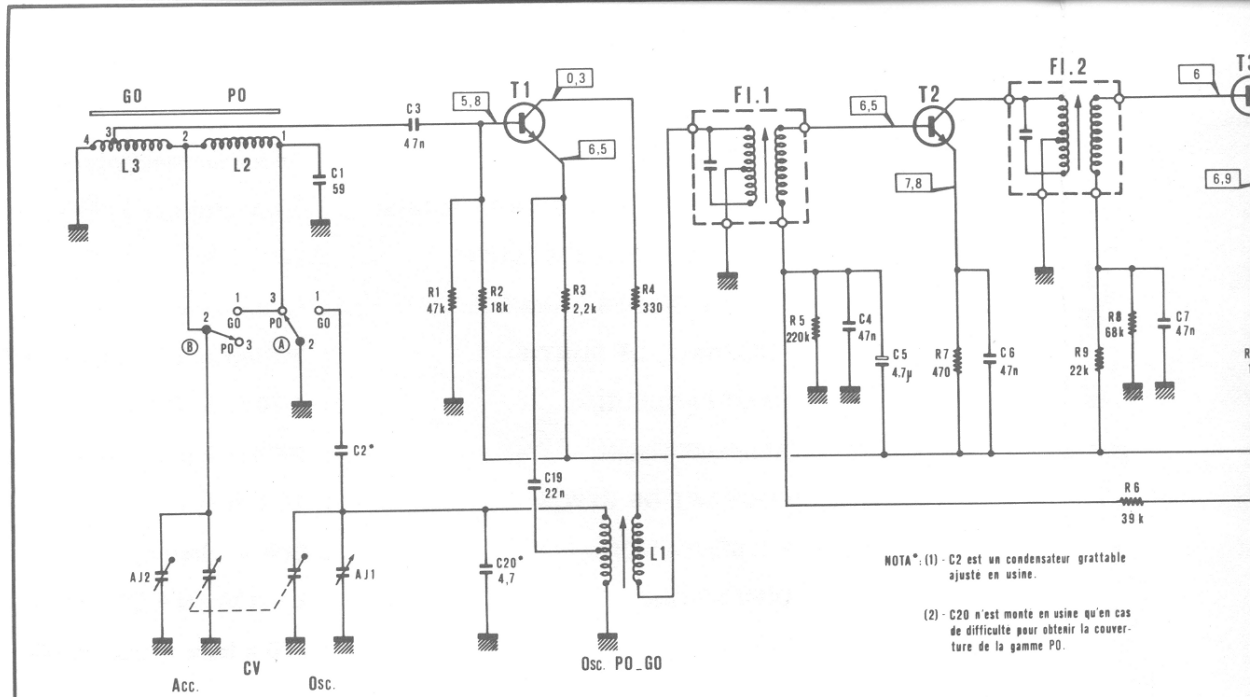 GO PO
4 3 2 1
L3 L2
C1
59
C3
47n
5,8
T1
0,3
6,5
R1
47k
R2
18k
R3
2,2k
R4
330
1
GO
3
PO
1
GO
2
B
PO 3
A
2
C2*
C19
22n
AJ2
AJ1
C20*
4,7
L1
CV
Acc.
Osc.
Osc. PO_GO
FI.1
6,5
T2
7,8
R5
220k
C4
47n
C5
4.7µ
R7
470
C6
47n
FI.2
6
T3
6,9
R9
22k
R8
68k
C7
47n
R
R6
39k
NOTA*: (1) - C2 est un condensateur grattable
ajusté en usine.
(2) - C20 n'est monte en usine qu'en cas
de difficulte pour obtenir la couver-
ture de la gamme PO.